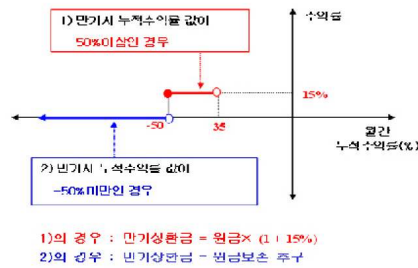 1) 만기시 누적수익률 값이
50%이상인 경우
수익률
15%
-50
35
월간
누적수익률(%)
2) 만기시 누적수익률 값이
-50%미만인 경우
1)의 경우 : 만기상환금 = 원금× (1 + 15%)
2)의 경우 : 만기상환금 = 원금보존 추구